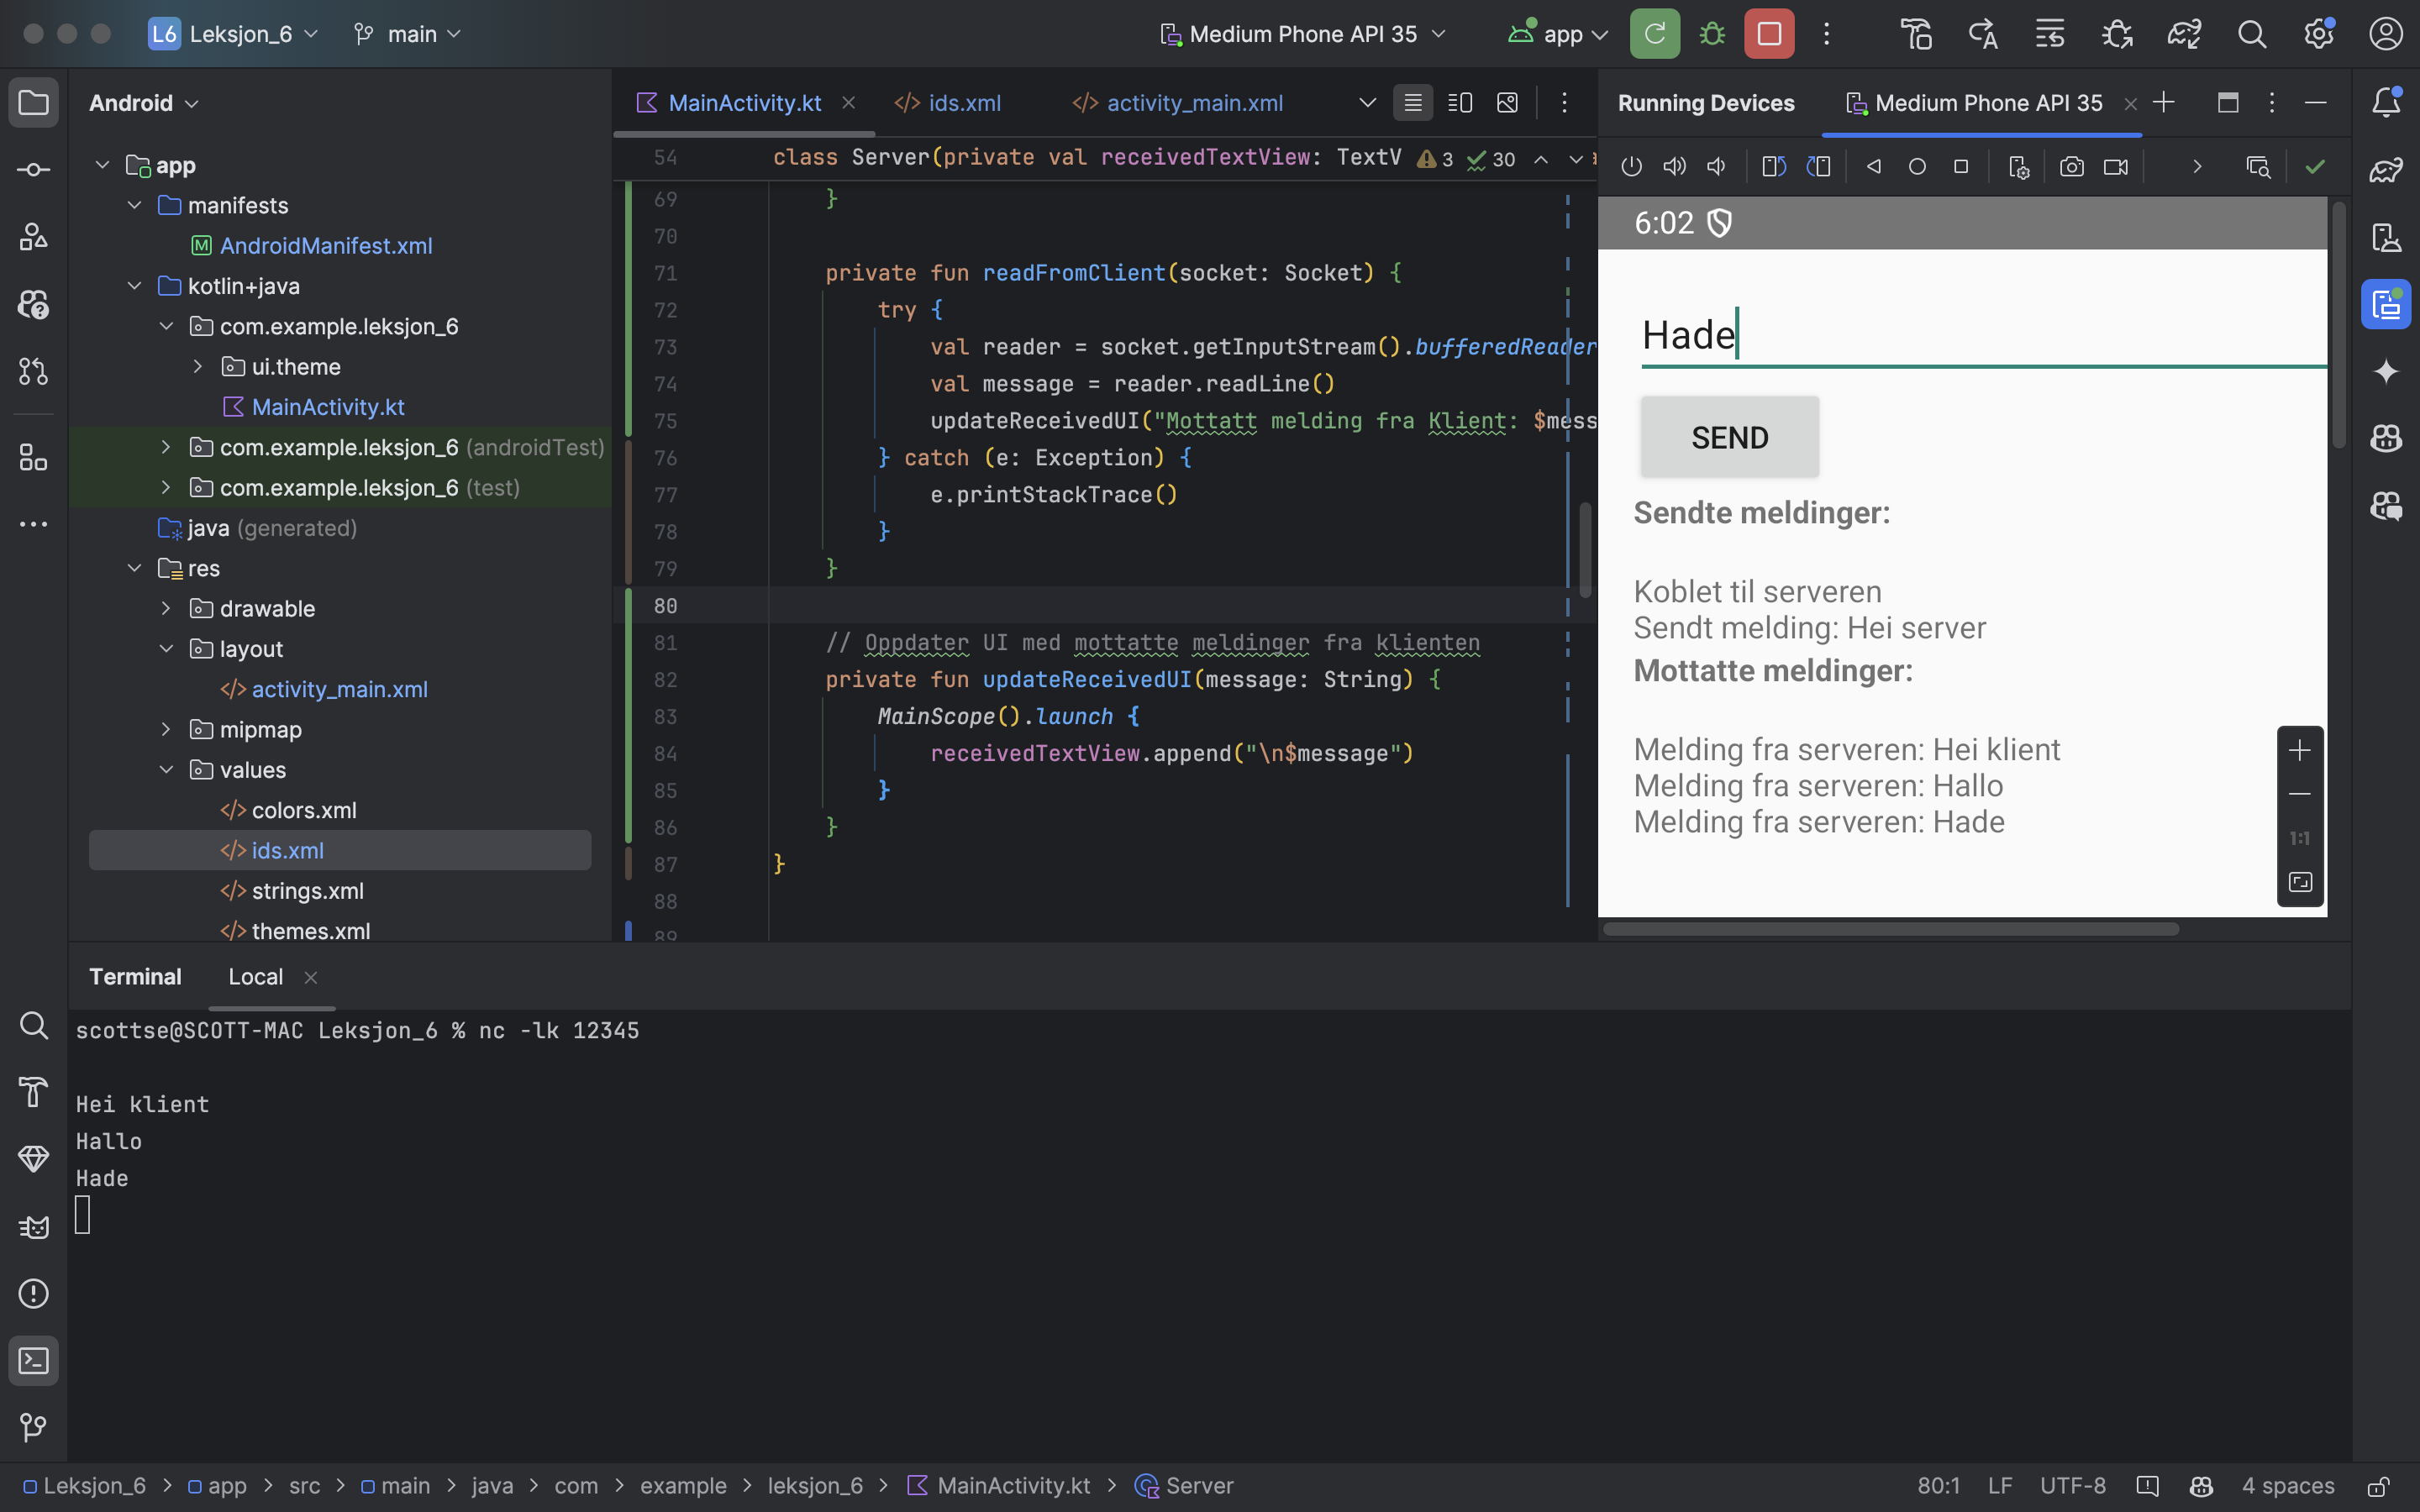 L6 Leksjon_6 main Medium Phone API 35 app
Android
app
manifests
AndroidManifest.xml
kotlin+java
com.example.leksjon_6
ui.theme
MainActivity.kt
com.example.leksjon_6 (androidTest)
com.example.leksjon_6 (test)
java (generated)
res
drawable
layout
activity_main.xml
mipmap
values
colors.xml
ids.xml
strings.xml
themes.xml
MainActivity.kt ids.xml activity_main.xml
54 class Server(private val receivedTextView: TextV 3 30
69 }
70
71 private fun readFromClient(socket: Socket) {
72 try {
73 val reader = socket.getInputStream().bufferedReader
74 val message = reader.readLine()
75 updateReceivedUI("Mottatt melding fra Klient: $mess
76 } catch (e: Exception) {
77 e.printStackTrace()
78 }
79 }
80
81 // Oppdater UI med mottatte meldinger fra klienten
82 private fun updateReceivedUI(message: String) {
83 MainScope().launch {
84 receivedTextView.append("\n$message")
85 }
86 }
87 }
88
89
Running Devices Medium Phone API 35
6:02
Hade
SEND
Sendte meldinger:
Koblet til serveren
Sendt melding: Hei server
Mottatte meldinger:
Melding fra serveren: Hei klient
Melding fra serveren: Hallo
Melding fra serveren: Hade
1:1
Terminal Local
scottse@SCOTT-MAC Leksjon_6 % nc -lk 12345
Hei klient
Hallo
Hade
Leksjon_6 > app > src > main > java > com > example > leksjon_6 > MainActivity.kt > Server 80:1 LF UTF-8 4 spaces